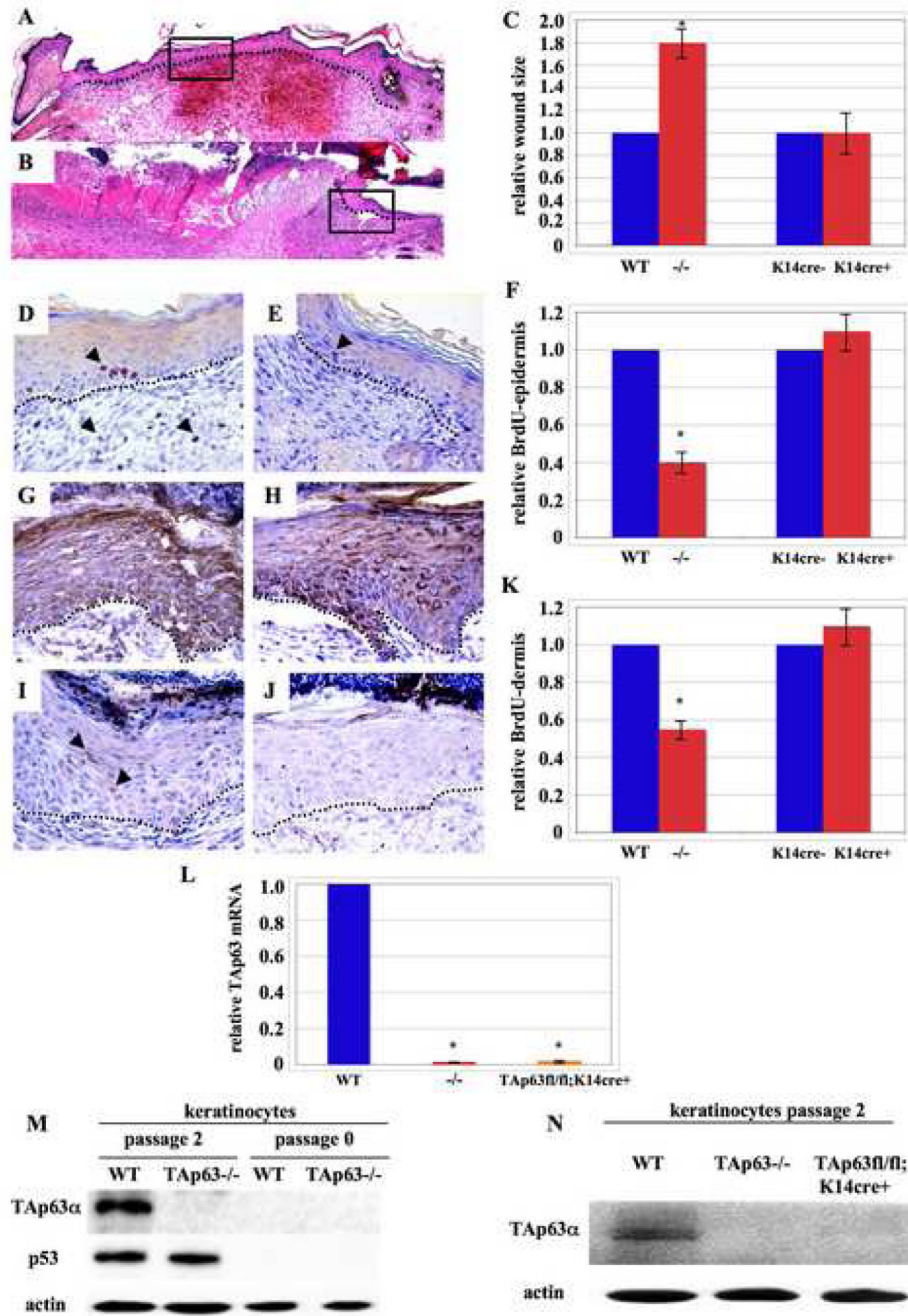 A
B
C
relative wound size
2.0
1.8
1.6
1.4
1.2
1.0
0.8
0.6
0.4
0.2
0
*
WT -/- K14cre- K14cre+
D
E
F
relative BrdU-epidermis
1.2
1.0
0.8
0.6
0.4
0.2
0
*
WT -/- K14cre- K14cre+
G
H
I
J
K
relative BrdU-dermis
1.2
1.0
0.8
0.6
0.4
0.2
0
*
WT -/- K14cre- K14cre+
L
relative TAp63 mRNA
1.0
0.8
0.6
0.4
0.2
0
* *
WT -/- TAp63fl/fl;K14cre+
M
keratinocytes
passage 2 passage 0
WT TAp63-/- WT TAp63-/-
TAp63α
p53
actin
N
keratinocytes passage 2
WT TAp63-/- TAp63fl/fl;
K14cre+
TAp63α
actin